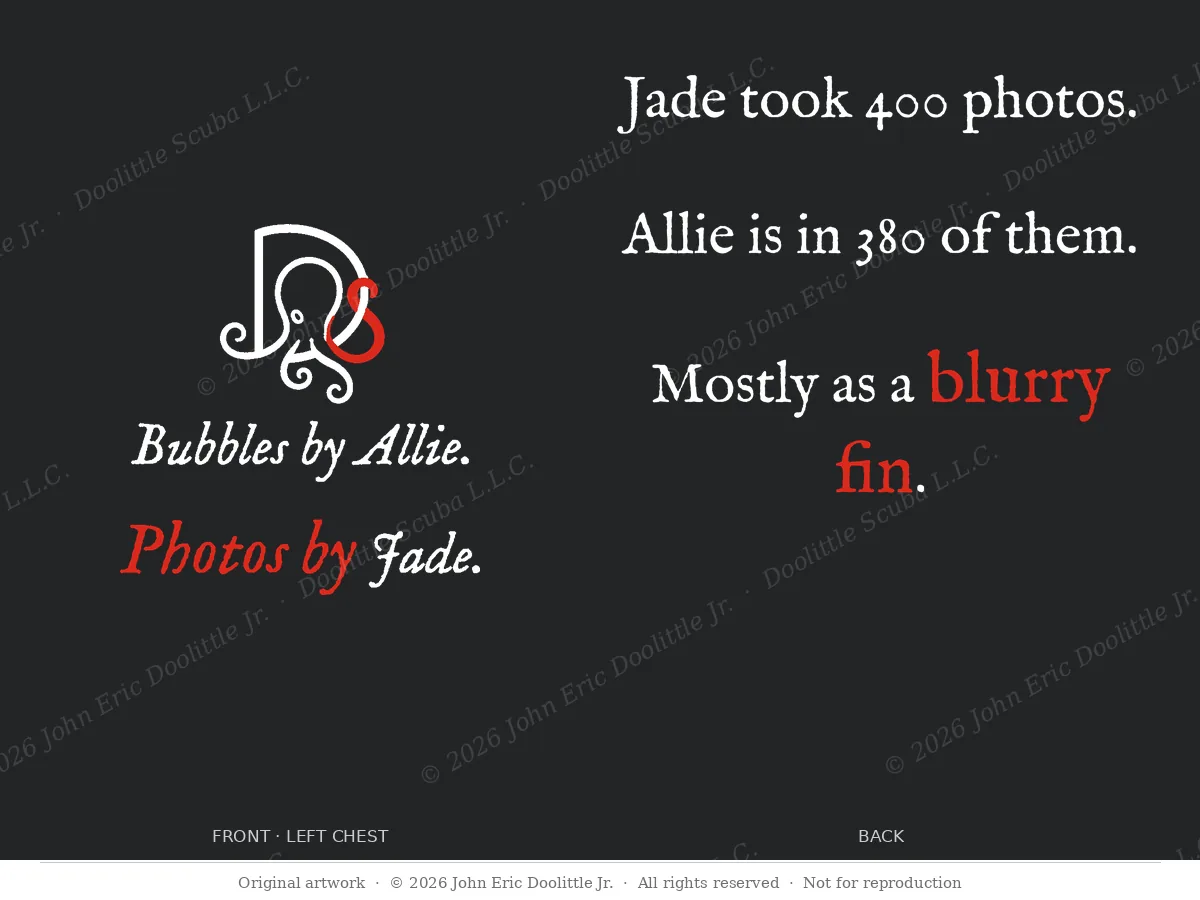 Bubbles by Allie.
Photos by Jade.
FRONT · LEFT CHEST
Jade took 400 photos.
Allie is in 380 of them.
Mostly as a blurry
fin.
BACK
© 2026 John Eric Doolittle Jr. · Doolittle Scuba L.L.C.
Original artwork · © 2026 John Eric Doolittle Jr. · All rights reserved · Not for reproduction